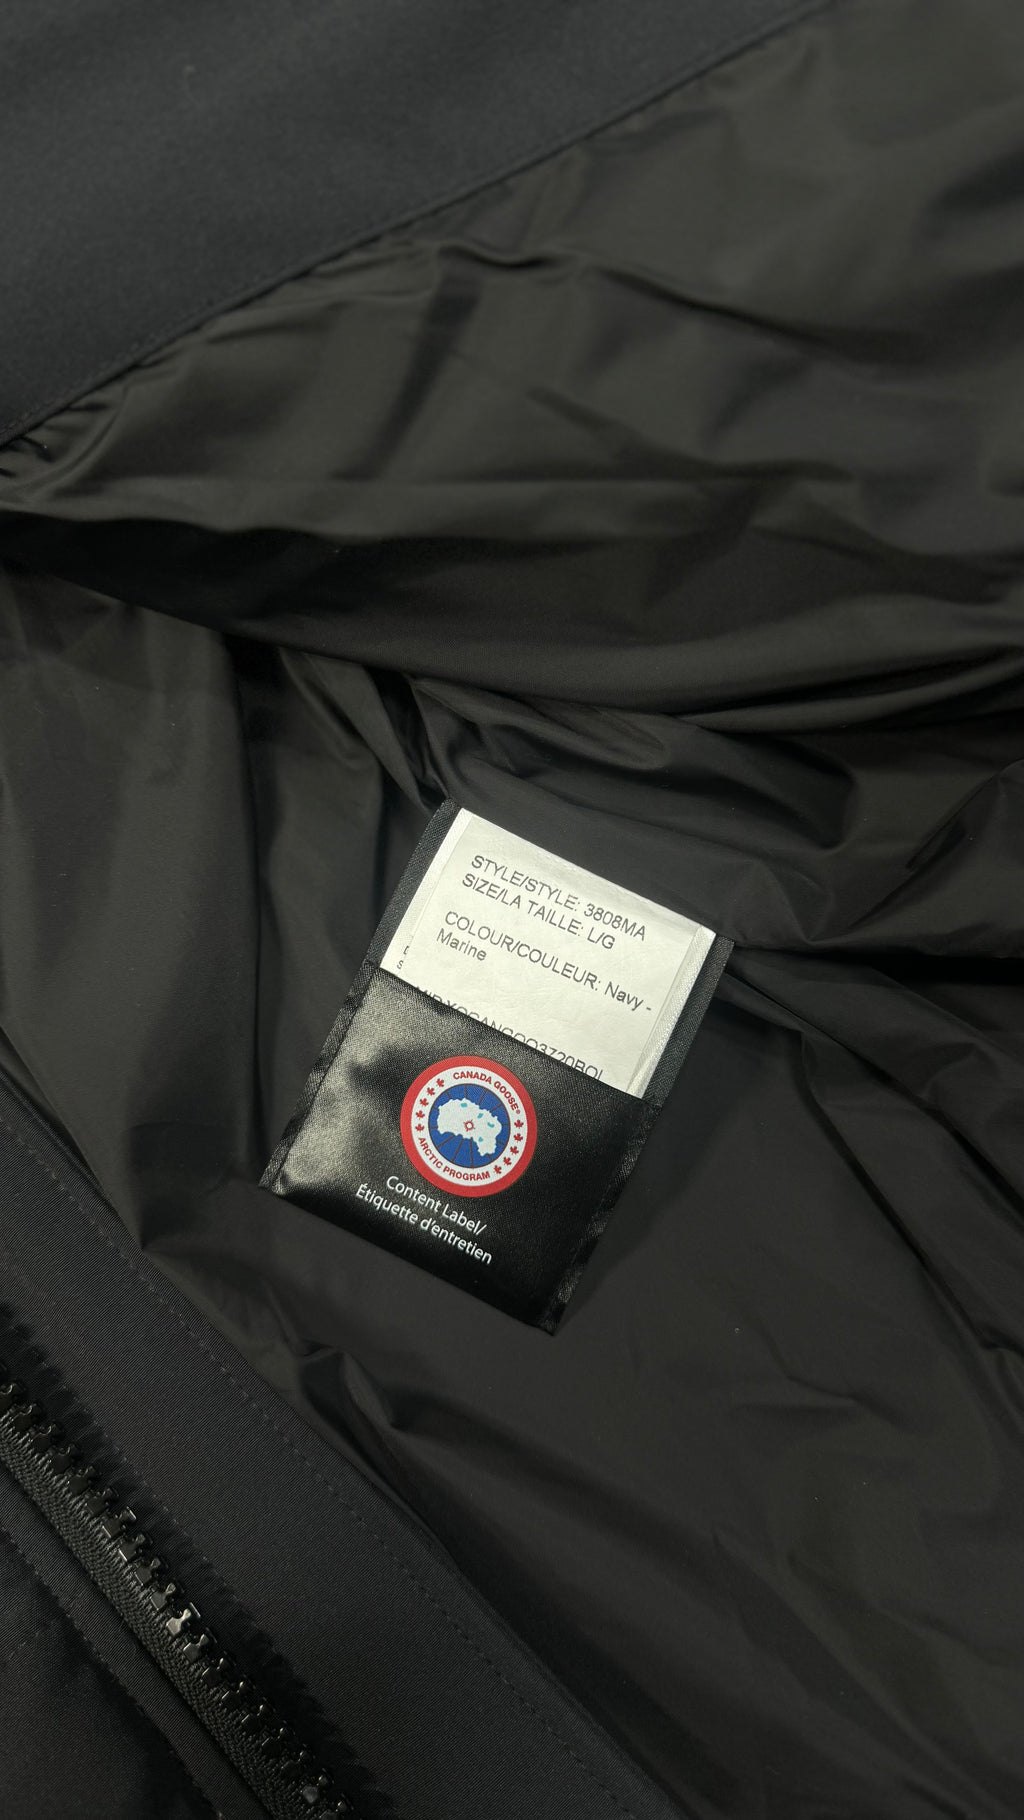 STYLE/STYLE: 3808MA
SIZE/LA TAILLE: L/G
COLOUR/COULEUR: Navy -
Marine
CANADA GOOSE®
ARCTIC PROGRAM
Content Label/
Étiquette d'entretien